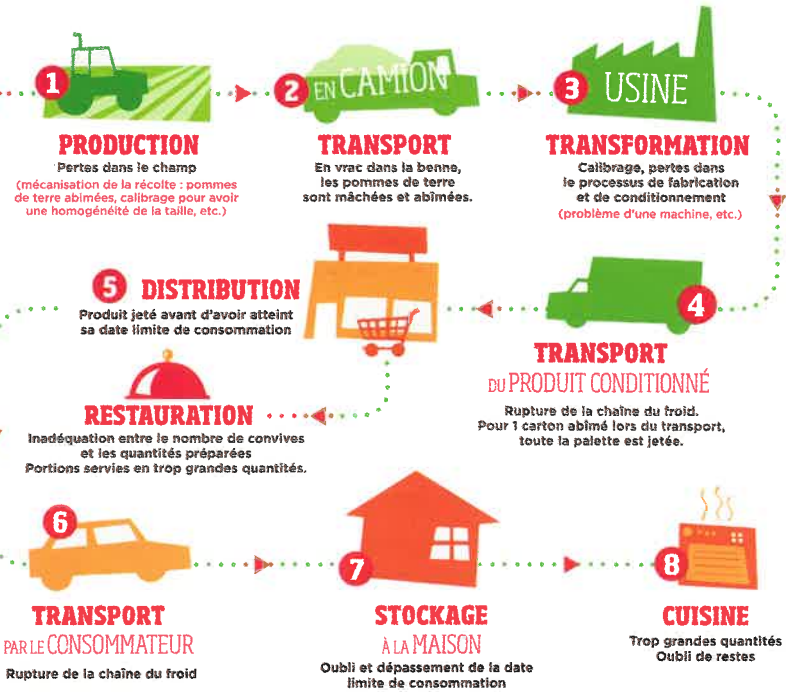 1
PRODUCTION
Pertes dans le champ
(mécanisation de la récolte : pommes
de terre abimées, calibrage pour avoir
une homogénéité de la taille, etc.)
2
EN CAMION
TRANSPORT
En vrac dans la benne,
les pommes de terre
sont mâchées et abîmées.
3
USINE
TRANSFORMATION
Calibrage, pertes dans
le processus de fabrication
et de conditionnement
(problème d'une machine, etc.)
4
TRANSPORT
DU PRODUIT CONDITIONNÉ
Rupture de la chaîne du froid.
Pour 1 carton abîmé lors du transport,
toute la palette est jetée.
5
DISTRIBUTION
Produit jeté avant d'avoir atteint
sa date limite de consommation
RESTAURATION
Inadéquation entre le nombre de convives
et les quantités préparées
Portions servies en trop grandes quantités.
6
TRANSPORT
PAR LE CONSOMMATEUR
Rupture de la chaîne du froid
7
STOCKAGE
À LA MAISON
Oubli et dépassement de la date
limite de consommation
8
CUISINE
Trop grandes quantités
Oubli de restes